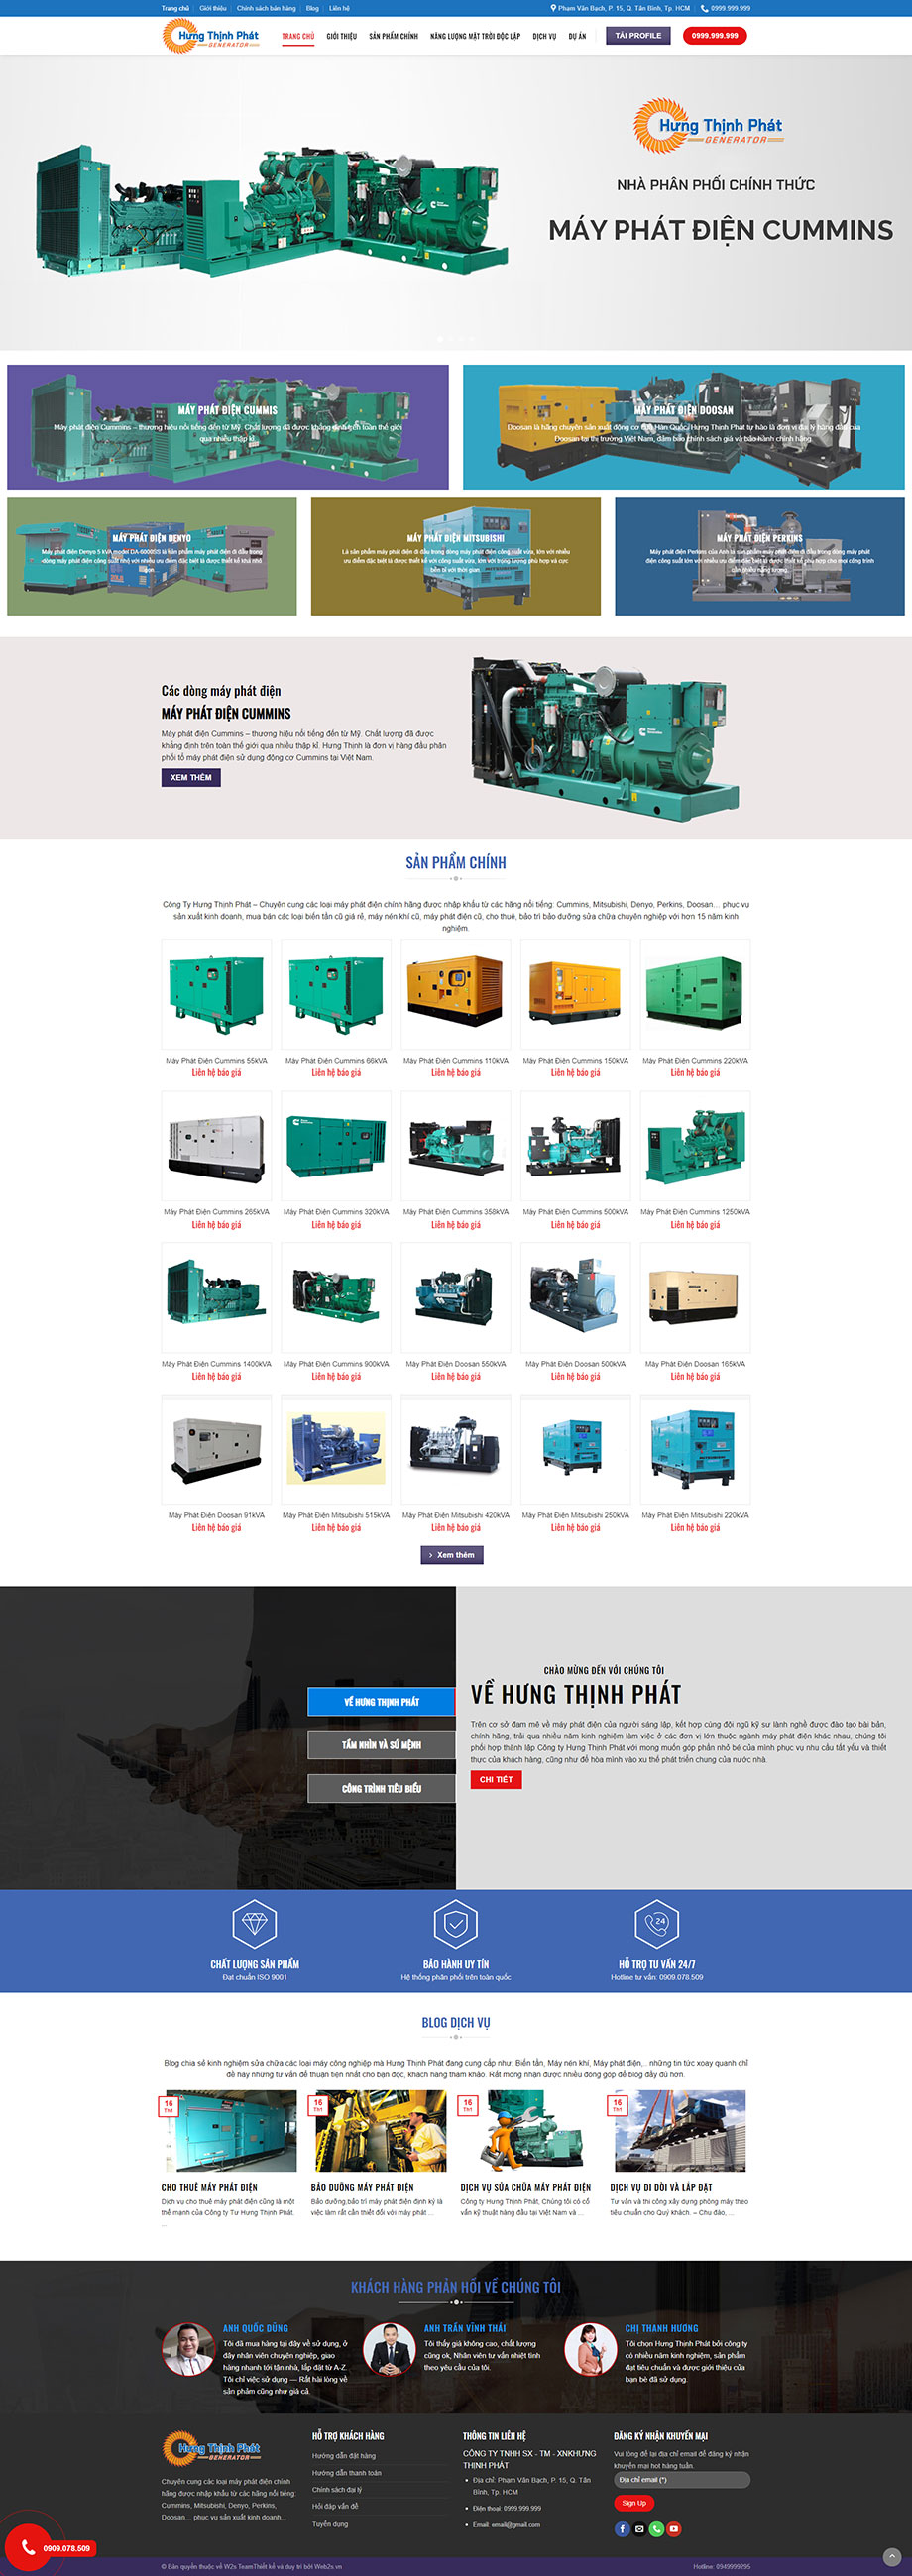 Trang chủ Giới thiệu Chính sách bán hàng Blog Liên hệ
Phạm Văn Bạch, P. 15, Q. Tân Bình, Tp. HCM 0999.999.999
Hưng Thịnh Phát
GENERATOR
TRANG CHỦ GIỚI THIỆU SẢN PHẨM CHÍNH NĂNG LƯỢNG MẶT TRỜI ĐỘC LẬP DỊCH VỤ DỰ ÁN TẢI PROFILE 0999.999.999
Hưng Thịnh Phát
GENERATOR
NHÀ PHÂN PHỐI CHÍNH THỨC
MÁY PHÁT ĐIỆN CUMMINS
MÁY PHÁT ĐIỆN CUMMIS
Máy phát điện Cummins – thương hiệu nổi tiếng đến từ Mỹ. Chất lượng đã được khẳng định trên toàn thế giới
qua nhiều thập kỉ.
MÁY PHÁT ĐIỆN DOOSAN
Doosan là hãng chuyên sản xuất động cơ của Hàn Quốc. Hưng Thịnh Phát tự hào là đơn vị đại lý hàng đầu của
Doosan tại thị trường Việt Nam, đảm bảo chính sách giá và bảo hành chính hãng
MÁY PHÁT ĐIỆN DENYO
Máy phát điện Denyo 5 kVA model DA-6000SS là sản phẩm máy phát điện đi đầu trong
dòng máy phát điện công suất nhỏ với nhiều ưu điểm đặc biệt là được thiết kế khá nhỏ
gọn.
MÁY PHÁT ĐIỆN MITSUBISHI
Là sản phẩm máy phát điện đi đầu trong dòng máy phát điện công suất vừa, lớn với nhiều
ưu điểm đặc biệt là được thiết kế với công suất vừa, lớn với trọng lượng phù hợp và cực
bền bỉ với thời gian.
MÁY PHÁT ĐIỆN PERKINS
Máy phát điện Perkins của Anh là sản phẩm máy phát điện đi đầu trong dòng máy phát
điện công suất lớn với nhiều ưu điểm đặc biệt là được thiết kế phù hợp cho mọi công trình
cần nhiều năng lượng.
Các dòng máy phát điện
MÁY PHÁT ĐIỆN CUMMINS
Máy phát điện Cummins – thương hiệu nổi tiếng đến từ Mỹ. Chất lượng đã được
khẳng định trên toàn thế giới qua nhiều thập kỉ. Hưng Thịnh là đơn vị hàng đầu phân
phối tổ máy phát điện sử dụng động cơ Cummins tại Việt Nam.
XEM THÊM
SẢN PHẨM CHÍNH
Công Ty Hưng Thịnh Phát – Chuyên cung các loại máy phát điện chính hãng được nhập khẩu từ các hãng nổi tiếng: Cummins, Mitsubishi, Denyo, Perkins, Doosan… phục vụ
sản xuất kinh doanh, mua bán các loại biến tần cũ giá rẻ, máy nén khí cũ, máy phát điện cũ, cho thuê, bảo trì bảo dưỡng sửa chữa chuyên nghiệp với hơn 15 năm kinh
nghiệm.
Máy Phát Điện Cummins 55kVA Máy Phát Điện Cummins 66kVA Máy Phát Điện Cummins 110kVA Máy Phát Điện Cummins 150kVA Máy Phát Điện Cummins 220kVA
Liên hệ báo giá Liên hệ báo giá Liên hệ báo giá Liên hệ báo giá Liên hệ báo giá
Máy Phát Điện Cummins 265kVA Máy Phát Điện Cummins 320kVA Máy Phát Điện Cummins 358kVA Máy Phát Điện Cummins 500kVA Máy Phát Điện Cummins 1250kVA
Liên hệ báo giá Liên hệ báo giá Liên hệ báo giá Liên hệ báo giá Liên hệ báo giá
Máy Phát Điện Cummins 1400kVA Máy Phát Điện Cummins 900kVA Máy Phát Điện Doosan 550kVA Máy Phát Điện Doosan 500kVA Máy Phát Điện Doosan 165kVA
Liên hệ báo giá Liên hệ báo giá Liên hệ báo giá Liên hệ báo giá Liên hệ báo giá
Máy Phát Điện Doosan 91kVA Máy Phát Điện Mitsubishi 515kVA Máy Phát Điện Mitsubishi 420kVA Máy Phát Điện Mitsubishi 250kVA Máy Phát Điện Mitsubishi 220kVA
Liên hệ báo giá Liên hệ báo giá Liên hệ báo giá Liên hệ báo giá Liên hệ báo giá
Xem thêm
VỀ HƯNG THỊNH PHÁT
TẦM NHÌN VÀ SỨ MỆNH
CÔNG TRÌNH TIÊU BIỂU
CHÀO MỪNG ĐẾN VỚI CHÚNG TÔI
VỀ HƯNG THỊNH PHÁT
Trên cơ sở đam mê về máy phát điện của người sáng lập, kết hợp cùng đội ngũ kỹ sư lành nghề được đào tạo bài bản,
chính hãng, trải qua nhiều năm kinh nghiệm làm việc ở các đơn vị lớn thuộc ngành máy phát điện khác nhau, chúng tôi
phối hợp thành lập Công ty Hưng Thịnh Phát với mong muốn góp phần nhỏ bé của mình phục vụ nhu cầu tất yếu và thiết
thực của khách hàng, cũng như để hòa mình vào xu thế phát triển chung của nước nhà.
CHI TIẾT
CHẤT LƯỢNG SẢN PHẨM
Đạt chuẩn ISO 9001
BẢO HÀNH UY TÍN
Hệ thống phân phối trên toàn quốc
24
HỖ TRỢ TƯ VẤN 24/7
Hotline tư vấn: 0909.078.509
BLOG DỊCH VỤ
Blog chia sẻ kinh nghiệm sửa chữa các loại máy công nghiệp mà Hưng Thịnh Phát đang cung cấp như: Biến tần, Máy nén khí, Máy phát điện,.. những tin tức xoay quanh chỉ
để hay những tư vấn để thuận tiện nhất cho bạn đọc, khách hàng tham khảo. Rất mong nhận được nhiều đóng góp để blog đầy đủ hơn.
16 16 16 16
Th1 Th1 Th1 Th1
CHO THUÊ MÁY PHÁT ĐIỆN
Dịch vụ cho thuê máy phát điện cũng là một
thế mạnh của Công ty Tư Hưng Thịnh Phát.
...
BẢO DƯỠNG MÁY PHÁT ĐIỆN
Bảo dưỡng,bảo trì máy phát điện định kỳ là
việc làm rất cần thiết đối với máy phát ...
DỊCH VỤ SỬA CHỮA MÁY PHÁT ĐIỆN
Công ty Hưng Thịnh Phát, Chúng tôi có cố
vấn kỹ thuật hàng đầu tại Việt Nam và ...
DỊCH VỤ DI DỜI VÀ LẮP ĐẶT
Tư vấn và thi công xây dựng phòng máy theo
tiêu chuẩn cho Quý khách. – Chu đáo, ...
KHÁCH HÀNG PHẢN HỒI VỀ CHÚNG TÔI
ANH QUỐC DŨNG
Tôi đã mua hàng tại đây về sử dụng, ở
đây nhân viên chuyên nghiệp, giao
hàng nhanh tới tận nhà, lắp đặt từ A-Z.
Tôi chỉ việc sử dụng — Rất hài lòng về
sản phẩm cũng như giá cả.
ANH TRẦN VĨNH THÁI
Tôi thấy giá không cao, chất lượng
cũng ok, Nhân viên tư vấn nhiệt tình
theo yêu cầu của tôi.
CHỊ THANH HƯƠNG
Tôi chọn Hưng Thịnh Phát bởi công ty
có nhiều năm kinh nghiệm, sản phẩm
đạt tiêu chuẩn và được giới thiệu của
bạn bè đã sử dụng.
Hưng Thịnh Phát
GENERATOR
Chuyên cung các loại máy phát điện chính
hãng được nhập khẩu từ các hãng nổi tiếng:
Cummins, Mitsubishi, Denyo, Perkins,
Doosan… phục vụ sản xuất kinh doanh…
HỖ TRỢ KHÁCH HÀNG
Hướng dẫn đặt hàng
Hướng dẫn thanh toán
Chính sách đại lý
Hỏi đáp vấn đề
Tuyển dụng
THÔNG TIN LIÊN HỆ
CÔNG TY TNHH SX - TM - XNKHƯNG
THỊNH PHÁT
Địa chỉ: Phạm Văn Bạch, P. 15, Q. Tân
Bình, Tp. HCM
Điện thoại: 0999.999.999
Email: email@gmail.com
ĐĂNG KÝ NHẬN KHUYẾN MẠI
Vui lòng để lại địa chỉ email để đăng ký nhận
khuyến mại hot hàng tuần.
Địa chỉ email (*)
Sign Up
0909.078.509
© Bản quyền thuộc về W2s TeamThiết kế và duy trì bởi Web2s.vn
Hotline: 0949999295